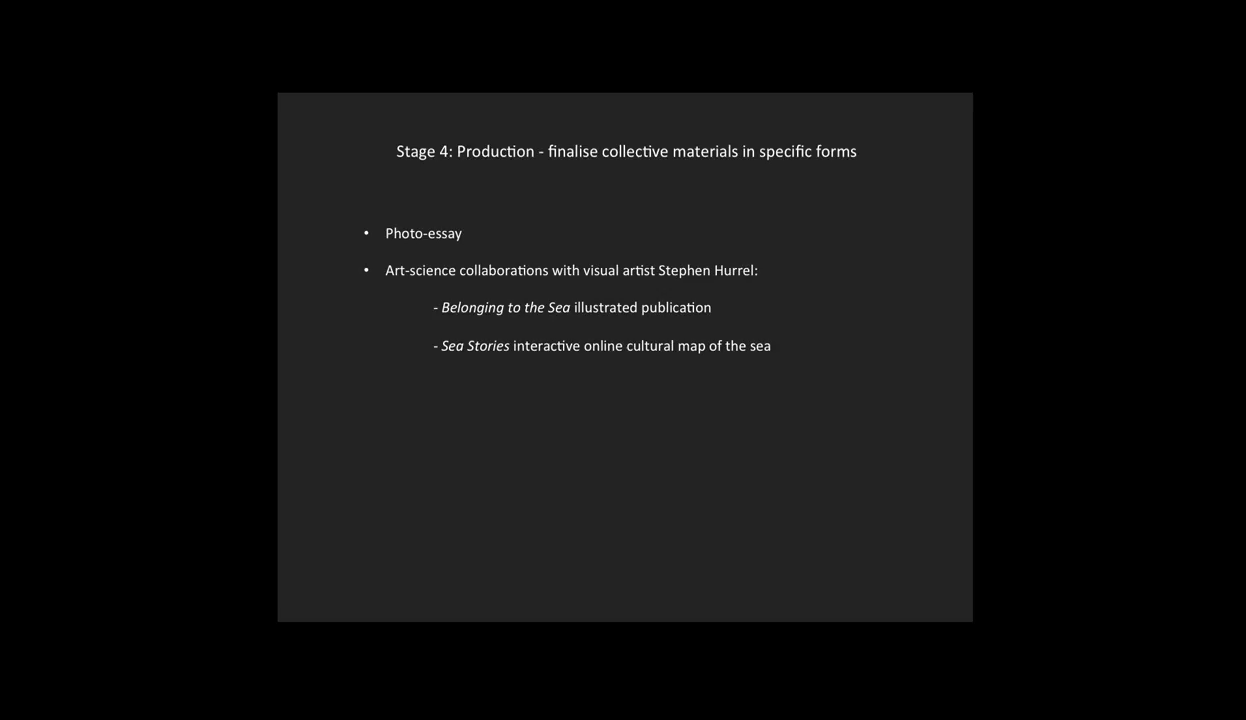 Stage 4: Production - finalise collective materials in specific forms
• Photo-essay
• Art-science collaborations with visual artist Stephen Hurrel:
- Belonging to the Sea illustrated publication
- Sea Stories interactive online cultural map of the sea